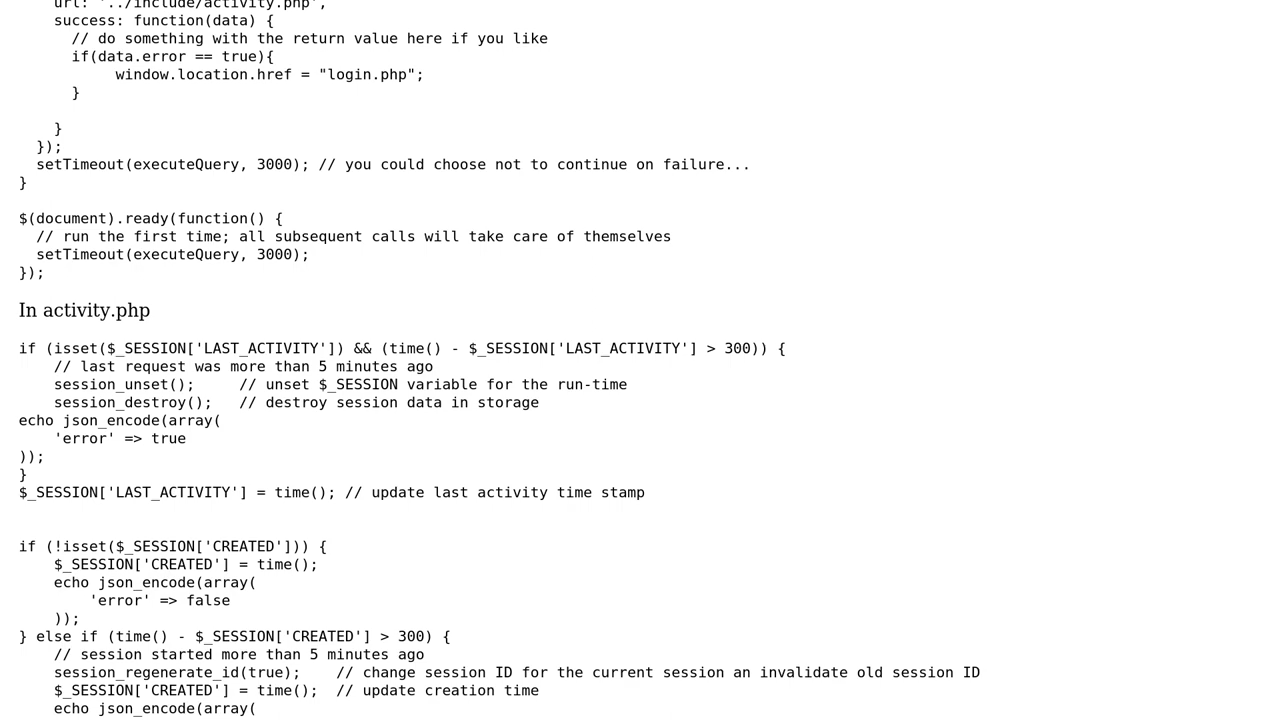 url: '../include/activity.php',
success: function(data) {
// do something with the return value here if you like
if(data.error == true){
window.location.href = "login.php";
}
}
});
setTimeout(executeQuery, 3000); // you could choose not to continue on failure...
}
$(document).ready(function() {
// run the first time; all subsequent calls will take care of themselves
setTimeout(executeQuery, 3000);
});
In activity.php
if (isset($_SESSION['LAST_ACTIVITY']) && (time() - $_SESSION['LAST_ACTIVITY'] > 300)) {
// last request was more than 5 minutes ago
session_unset();     // unset $_SESSION variable for the run-time
session_destroy();   // destroy session data in storage
echo json_encode(array(
'error' => true
));
}
$_SESSION['LAST_ACTIVITY'] = time(); // update last activity time stamp
if (!isset($_SESSION['CREATED'])) {
$_SESSION['CREATED'] = time();
echo json_encode(array(
'error' => false
));
} else if (time() - $_SESSION['CREATED'] > 300) {
// session started more than 5 minutes ago
session_regenerate_id(true);    // change session ID for the current session an invalidate old session ID
$_SESSION['CREATED'] = time();  // update creation time
echo json_encode(array(